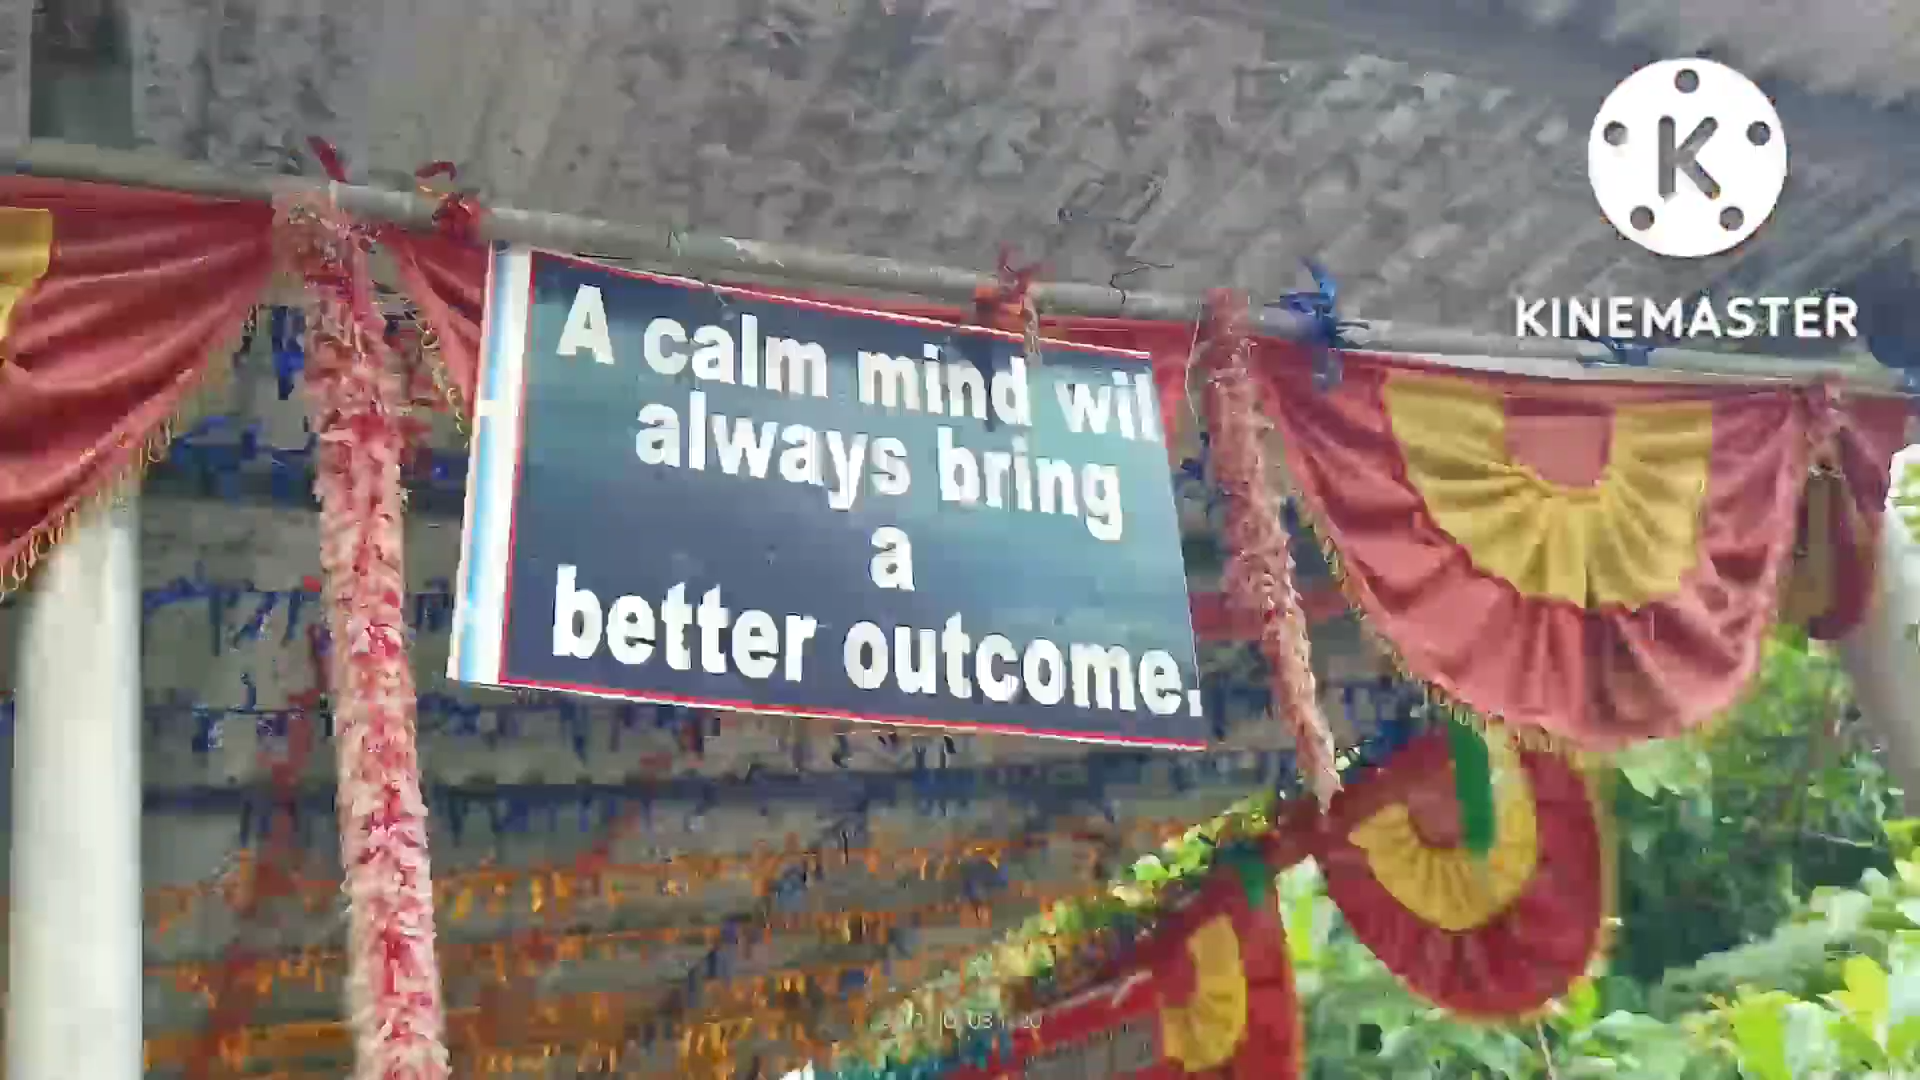 A calm mind wil
always bring
a
better outcome.
K
KINEMASTER